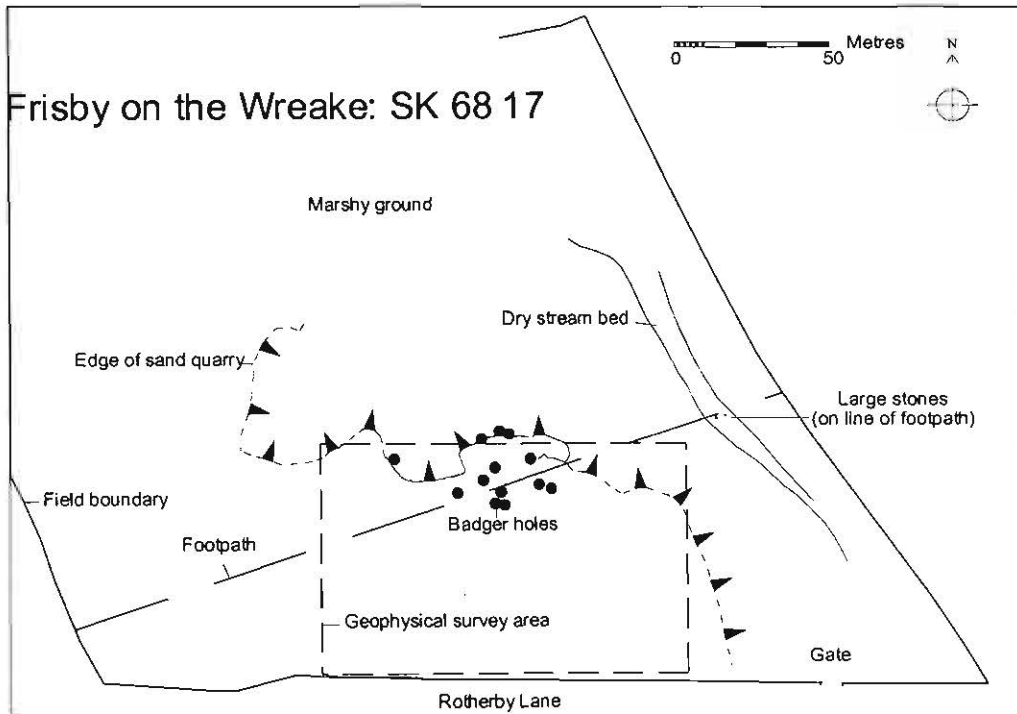 Metres
N
0
50
Frisby on the Wreake: SK 68 17
Marshy ground
Dry stream bed
Edge of sand quarry
Large stones
(on line of footpath)
Field boundary
Badger holes
Footpath
Geophysical survey area
Gate
Rotherby Lane